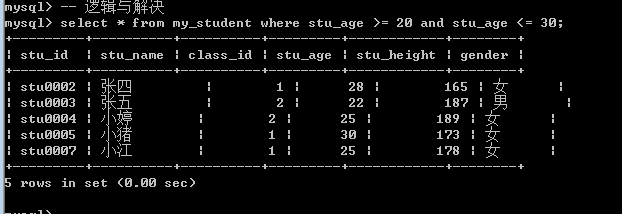 mysql> -- 逻辑与解决
mysql> select * from my_student where stu_age >= 20 and stu_age <= 30;
+---------+----------+----------+---------+------------+--------+
| stu_id | stu_name | class_id | stu_age | stu_height | gender |
+---------+----------+----------+---------+------------+--------+
| stu0002 | 张四 | 1 | 28 | 165 | 女 |
| stu0003 | 张五 | 2 | 22 | 187 | 男 |
| stu0004 | 小婷 | 2 | 25 | 189 | 女 |
| stu0005 | 小猪 | 1 | 30 | 173 | 女 |
| stu0007 | 小江 | 1 | 25 | 178 | 女 |
+---------+----------+----------+---------+------------+--------+
5 rows in set (0.00 sec)
mysql>